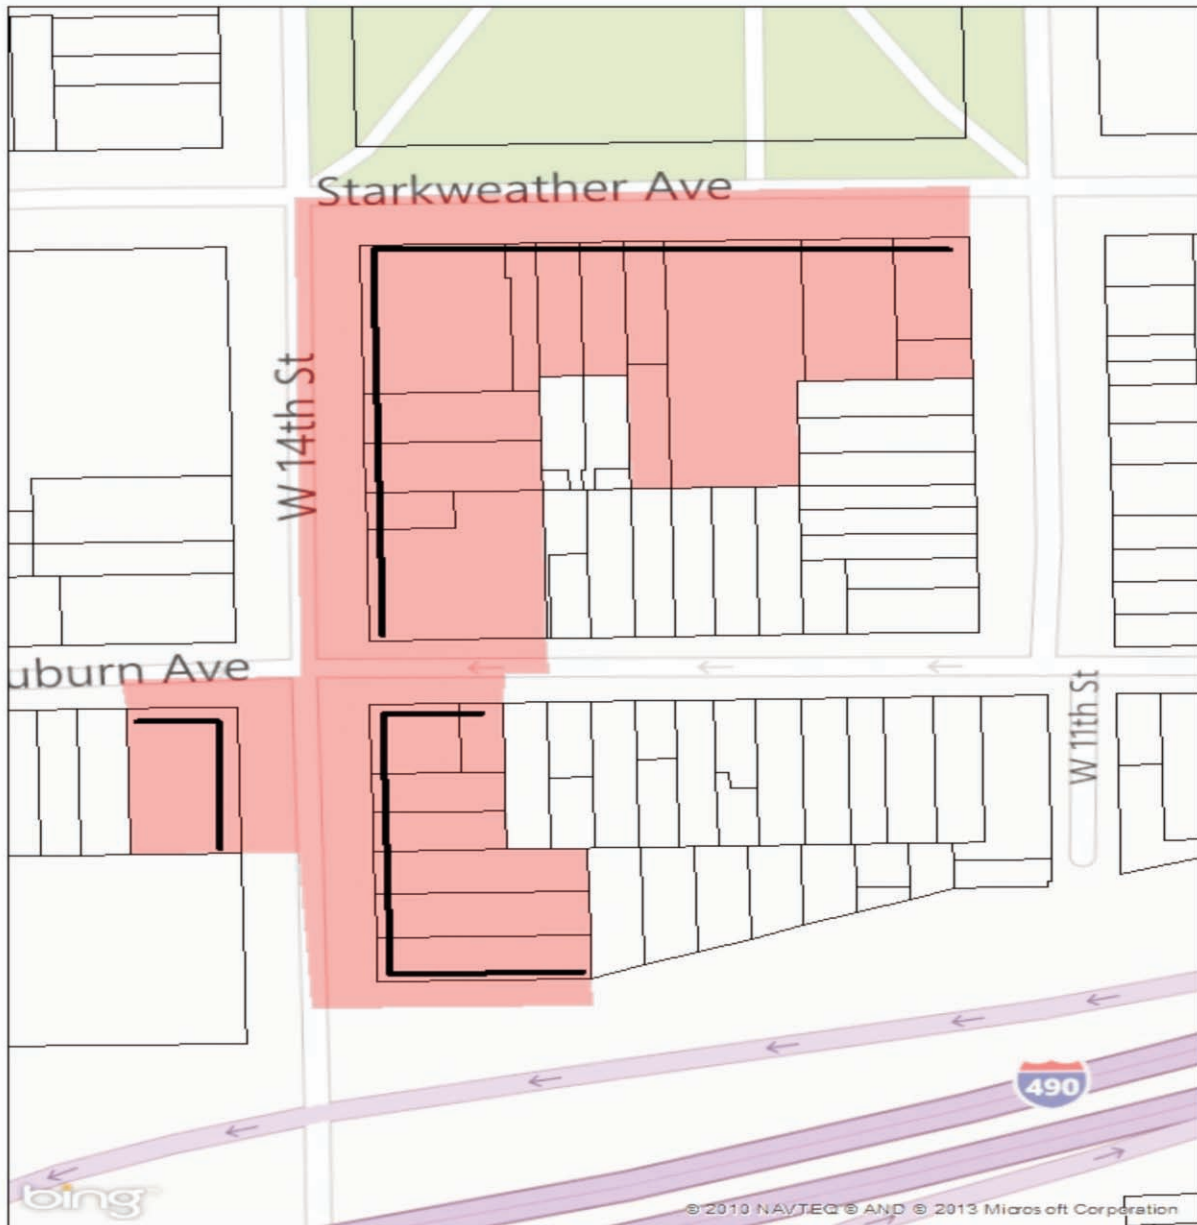 Starkweather Ave
W 14th St
uburn Ave
W 11th St
490
bing
© 2010 NAVTEQ © AND © 2013 Microsoft Corporation